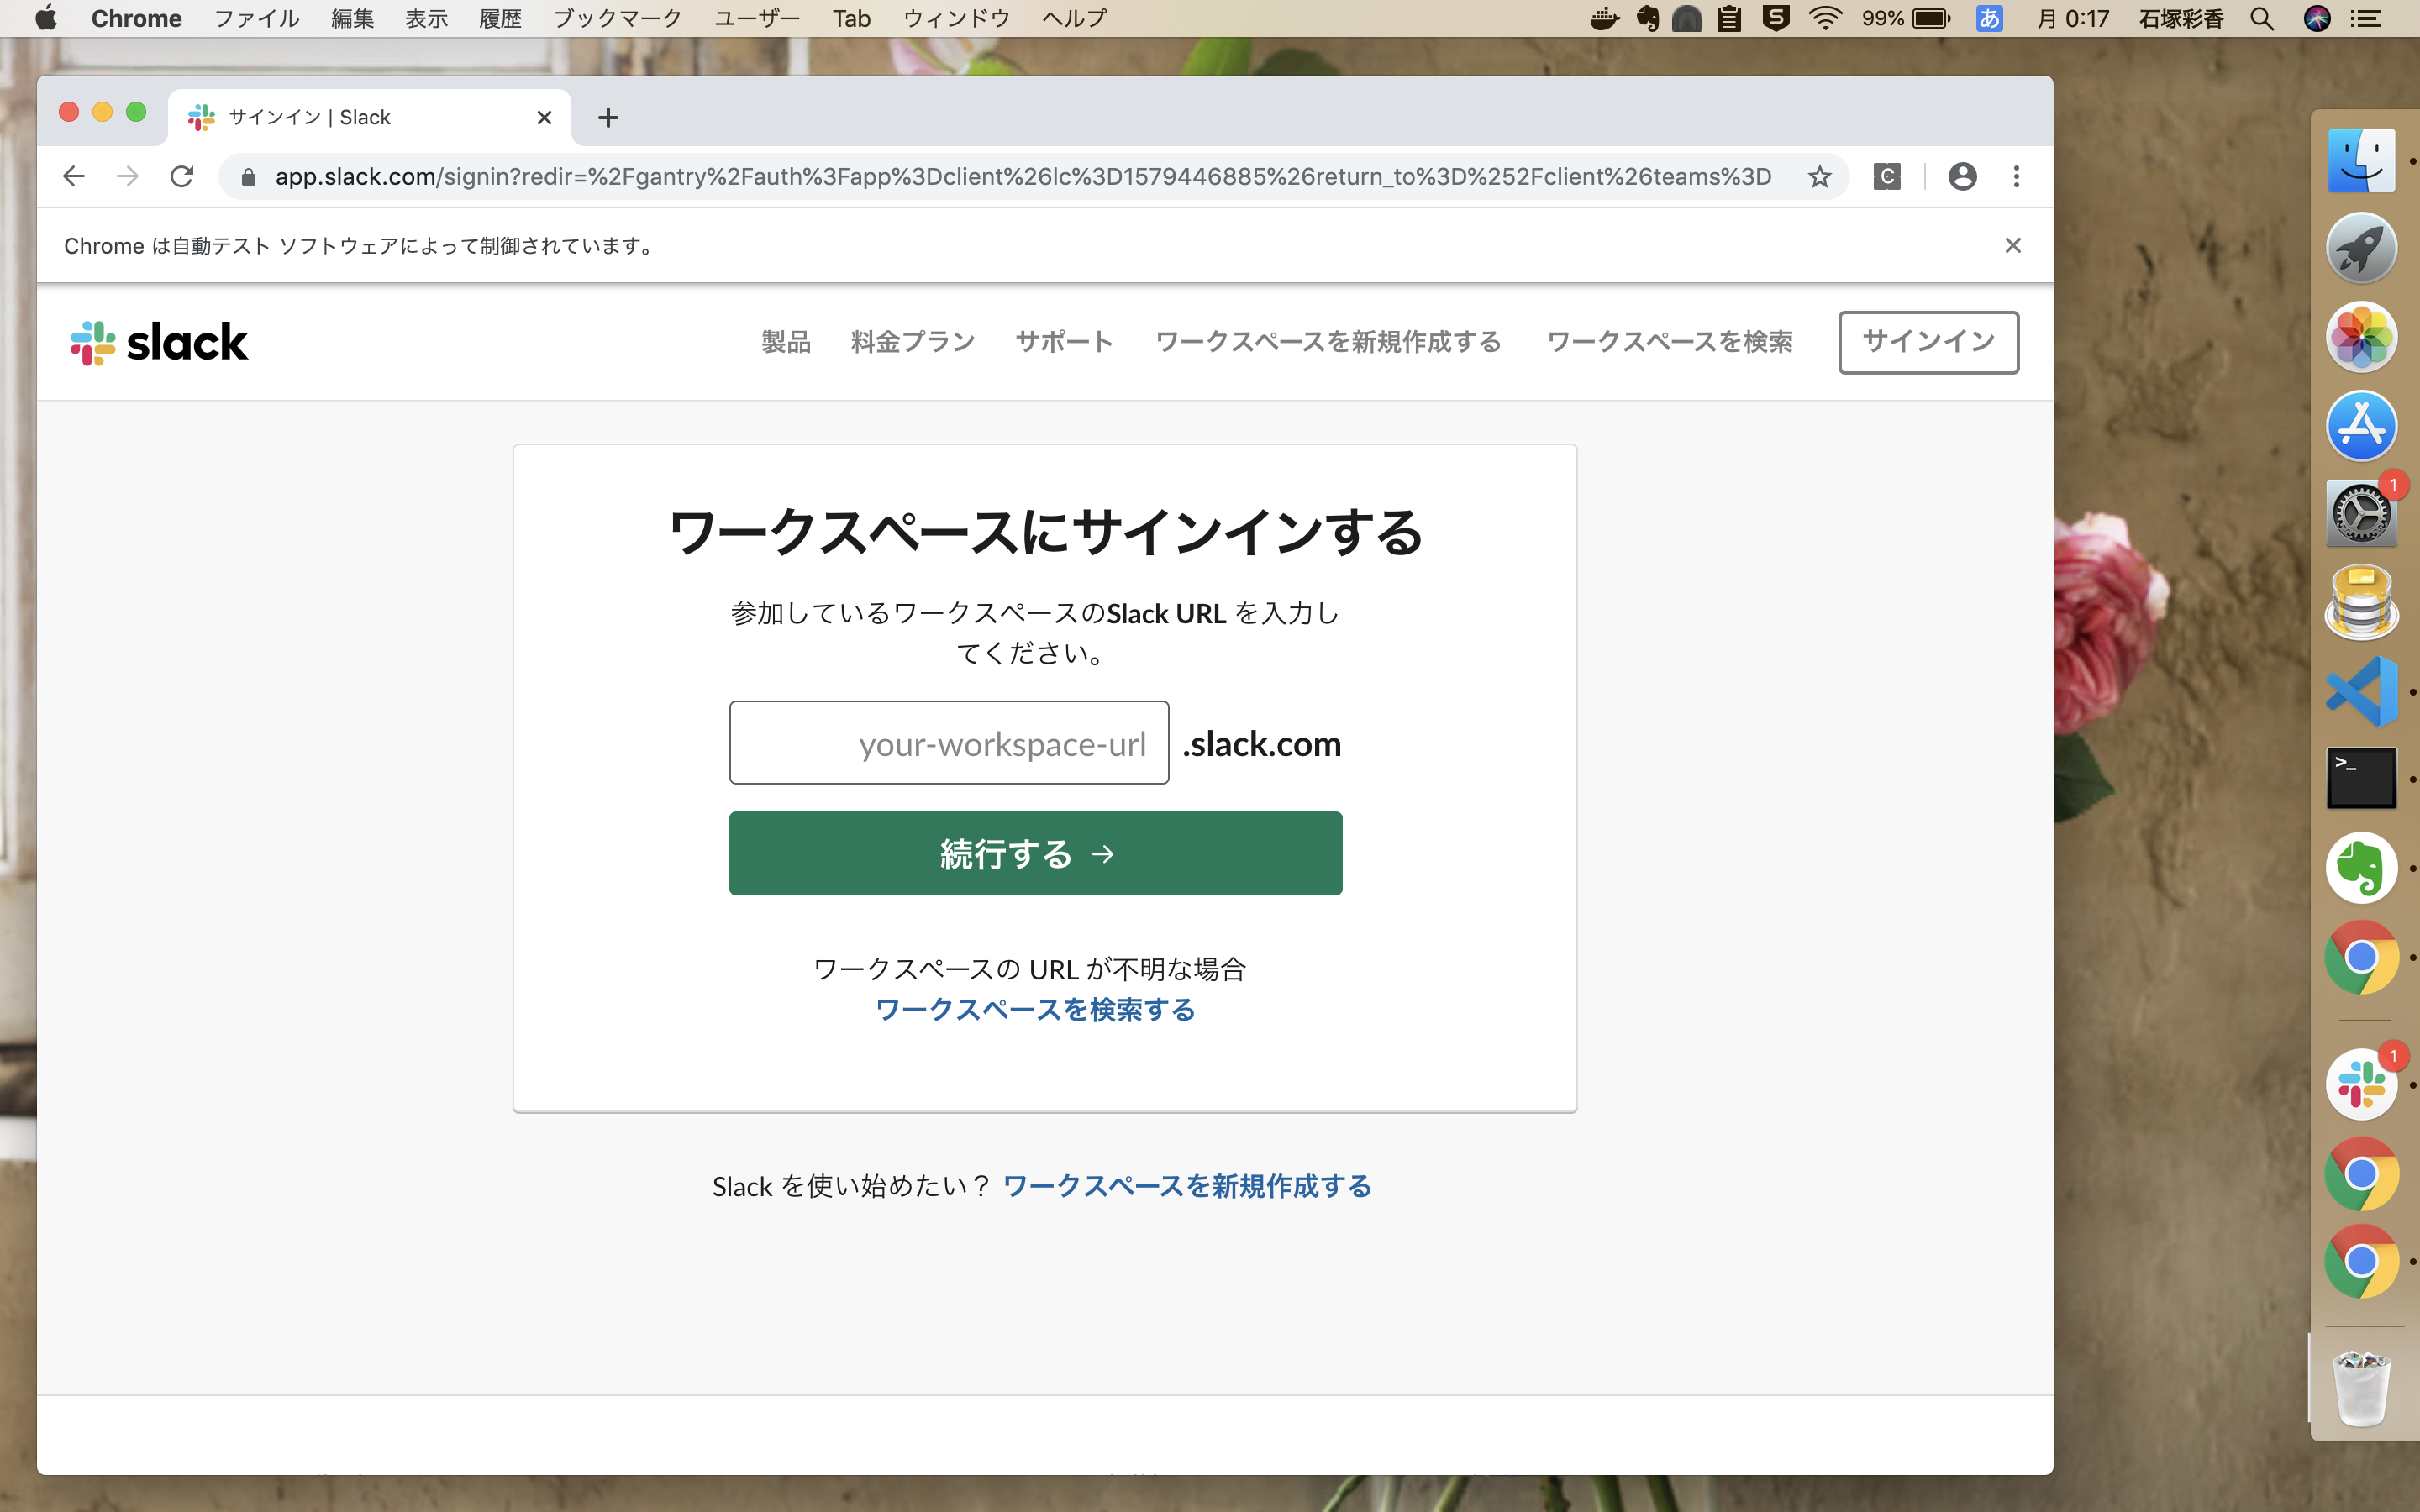 Chrome ファイル 編集 表示 履歴 ブックマーク ユーザー Tab ウィンドウ ヘルプ 99% あ 月 0:17 石塚彩香
サインイン | Slack
app.slack.com/signin?redir=%2Fgantry%2Fauth%3Fapp%3Dclient%26lc%3D1579446885%26return_to%3D%252Fclient%26teams%3D
Chrome は自動テスト ソフトウェアによって制御されています。
slack 製品 料金プラン サポート ワークスペースを新規作成する ワークスペースを検索 サインイン
ワークスペースにサインインする
参加しているワークスペースのSlack URL を入力し
てください。
your-workspace-url .slack.com
続行する →
ワークスペースの URL が不明な場合
ワークスペースを検索する
Slack を使い始めたい？ ワークスペースを新規作成する
1
>_
1